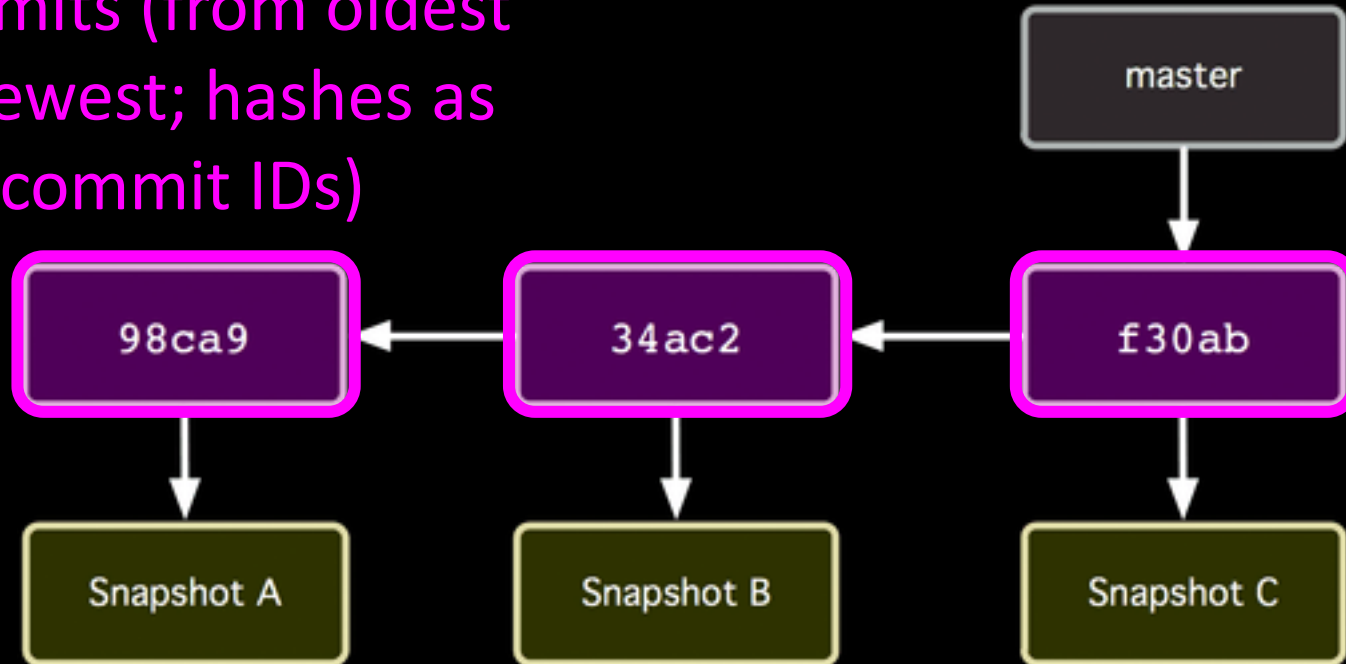 mits (from oldest
ewest; hashes as
commit IDs)
master
98ca9
34ac2
f30ab
Snapshot A
Snapshot B
Snapshot C